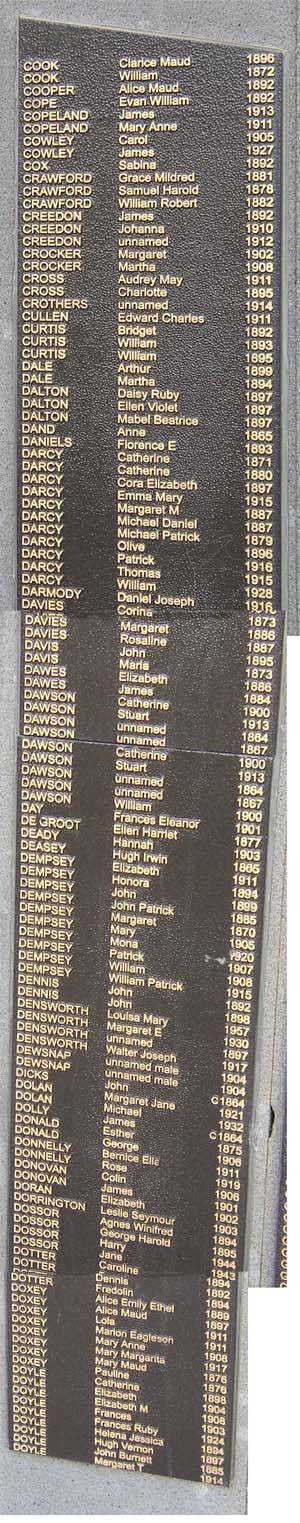 COOK Clarice Maud 1896
COOK William 1872
COOPER Alice Maud 1892
COPE Evan William 1892
COPELAND James 1913
COPELAND Mary Anne 1911
COWLEY Carol 1905
COWLEY James 1927
COX Sabina 1892
CRAWFORD Grace Mildred 1881
CRAWFORD Samuel Harold 1878
CRAWFORD William Robert 1882
CREEDON James 1892
CREEDON Johanna 1910
CREEDON unnamed 1912
CROCKER Margaret 1902
CROCKER Martha 1908
CROSS Audrey May 1911
CROSS Charlotte 1895
CROTHERS unnamed 1914
CULLEN Edward Charles 1911
CURTIS Bridget 1892
CURTIS William 1893
CURTIS William 1895
DALE Arthur 1899
DALE Martha 1894
DALTON Daisy Ruby 1897
DALTON Ellen Violet 1897
DALTON Mabel Beatrice 1897
DAND Anne 1865
DANIELS Florence E 1893
DARCY Catherine 1871
DARCY Catherine 1880
DARCY Cora Elizabeth 1897
DARCY Emma Mary 1915
DARCY Margaret M 1887
DARCY Michael Daniel 1887
DARCY Michael Patrick 1879
DARCY Olive 1896
DARCY Patrick 1916
DARCY Thomas 1915
DARCY William 1928
DARMODY Daniel Joseph 1918
DAVIES Corina 1873
DAVIES Margaret 1886
DAVIES Rosaline 1887
DAVIS John 1895
DAVIS Maria 1873
DAWES Elizabeth 1886
DAWES James 1884
DAWSON Catherine 1900
DAWSON Stuart 1913
DAWSON unnamed 1864
DAWSON unnamed 1867
DAWSON Catherine 1900
DAWSON Stuart 1913
DAWSON unnamed 1864
DAWSON unnamed 1867
DAY William 1900
DE GROOT Frances Eleanor 1901
DEADY Ellen Harriet 1877
DEASEY Hannah 1903
DEMPSEY Hugh Irwin 1865
DEMPSEY Elizabeth 1911
DEMPSEY Honora 1894
DEMPSEY John 1899
DEMPSEY John Patrick 1885
DEMPSEY Margaret 1870
DEMPSEY Mary 1905
DEMPSEY Mona 1920
DEMPSEY Patrick 1907
DEMPSEY William 1908
DENNIS William Patrick 1915
DENNIS John 1892
DENSWORTH John 1898
DENSWORTH Louisa Mary 1957
DENSWORTH Margaret E 1930
DENSWORTH unnamed 1897
DEWSNAP Walter Joseph 1917
DEWSNAP unnamed male 1904
DICKS unnamed male 1904
DOLAN John C1864
DOLAN Margaret Jane 1921
DOLLY Michael 1932
DONALD James C1864
DONALD Esther 1875
DONNELLY George 1906
DONNELLY Bernice Ella 1911
DONOVAN Rose 1919
DONOVAN Colin 1906
DORAN James 1901
DORRINGTON Elizabeth 1902
DOSSOR Leslie Seymour 1903
DOSSOR Agnes Winifred 1894
DOSSOR George Harold 1895
DOSSOR Harry 1944
DOTTER Jane 1943
DOTTER Caroline 1894
DOTTER Dennis 1892
DOXEY Fredolin 1894
DOXEY Alice Emily Ethel 1885
DOXEY Alice Maud 1897
DOXEY Lola 1911
DOXEY Marion Eagleson 1911
DOXEY Mary Anne 1908
DOXEY Mary Margarita 1917
DOXEY Mary Maud 1876
DOYLE Pauline 1876
DOYLE Catherine 1898
DOYLE Elizabeth 1904
DOYLE Elizabeth M 1906
DOYLE Frances 1903
DOYLE Frances Ruby 1924
DOYLE Helena Jessica 1894
DOYLE Hugh Vernon 1897
DOYLE John Burnett 1885
DOYLE Margaret T 1914